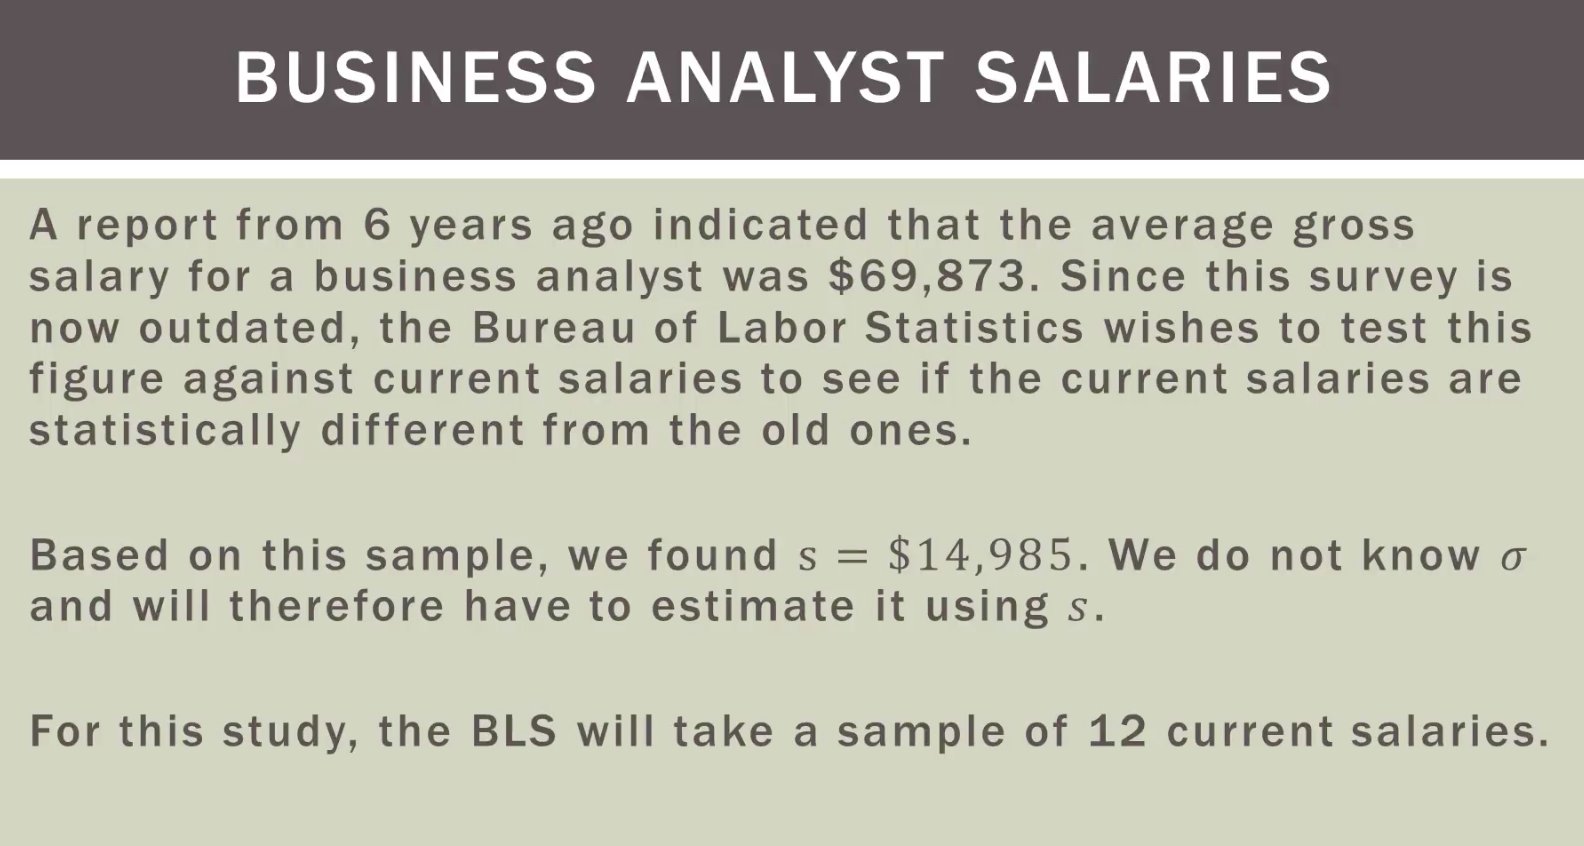 BUSINESS ANALYST SALARIES
A report from 6 years ago indicated that the average gross
salary for a business analyst was $69,873. Since this survey is
now outdated, the Bureau of Labor Statistics wishes to test this
figure against current salaries to see if the current salaries are
statistically different from the old ones.
Based on this sample, we found s = $14,985. We do not know σ
and will therefore have to estimate it using s.
For this study, the BLS will take a sample of 12 current salaries.